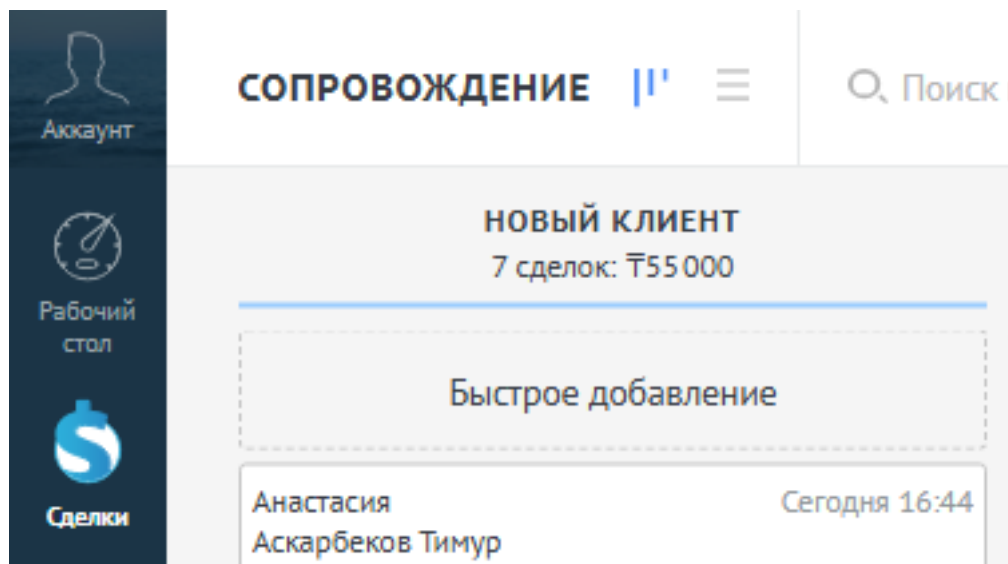 Аккаунт
СОПРОВОЖДЕНИЕ
Поиск
НОВЫЙ КЛИЕНТ
7 сделок: ₸55 000
Рабочий
стол
Быстрое добавление
Сделки
Анастасия
Сегодня 16:44
Аскарбеков Тимур